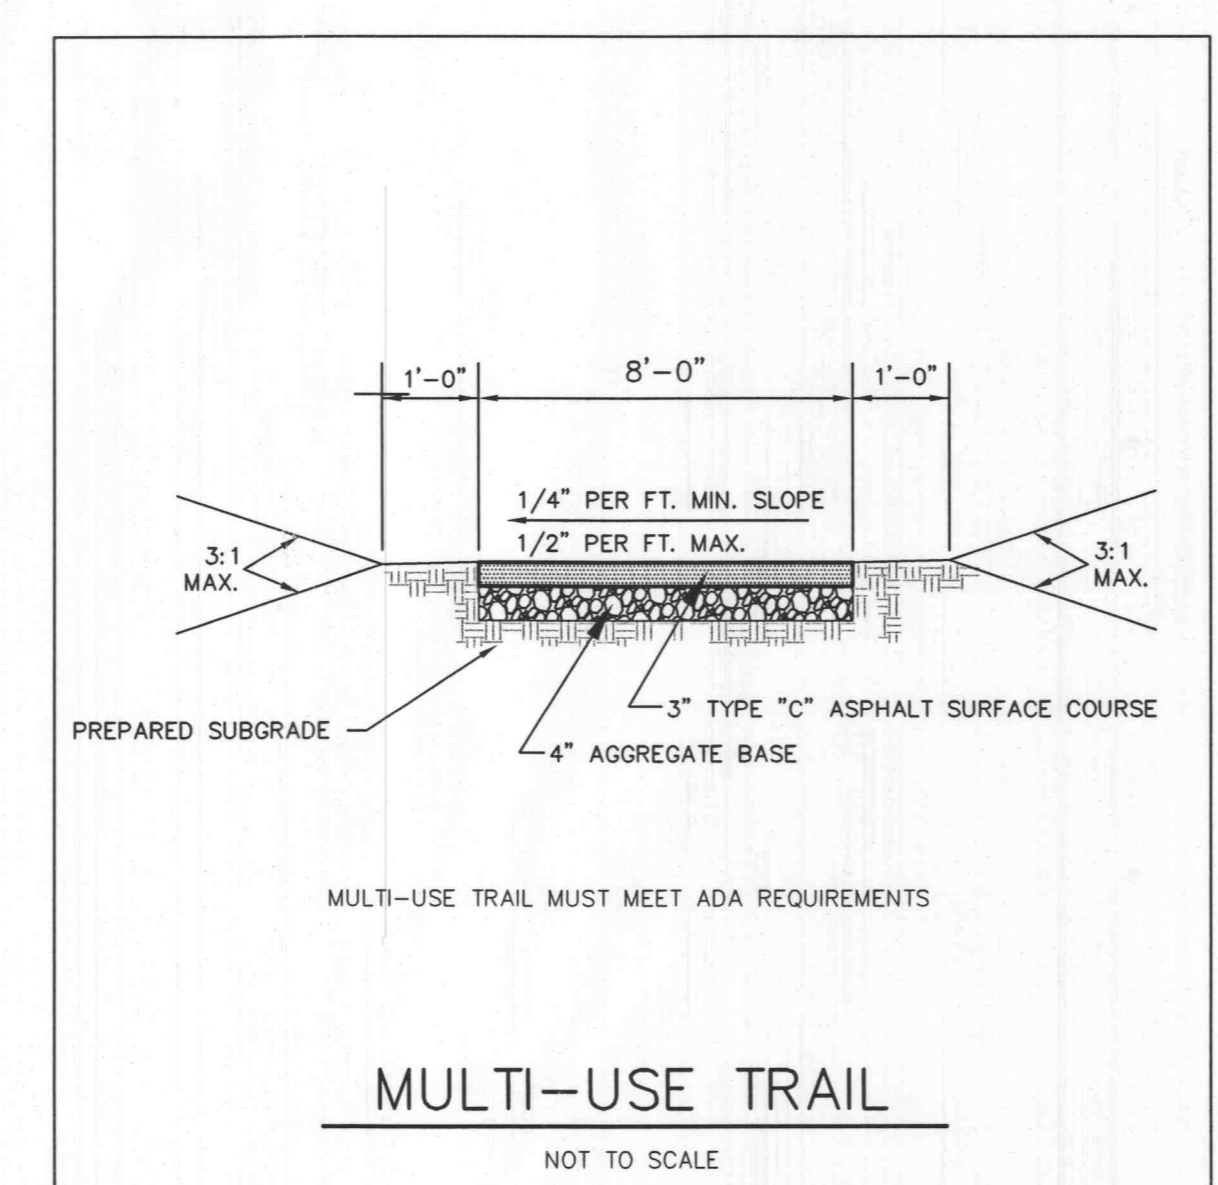 1'-0"
8'-0"
1'-0"
1/4" PER FT. MIN. SLOPE
1/2" PER FT. MAX.
3:1
MAX.
3:1
MAX.
3" TYPE "C" ASPHALT SURFACE COURSE
PREPARED SUBGRADE
4" AGGREGATE BASE
MULTI-USE TRAIL MUST MEET ADA REQUIREMENTS
MULTI-USE TRAIL
NOT TO SCALE